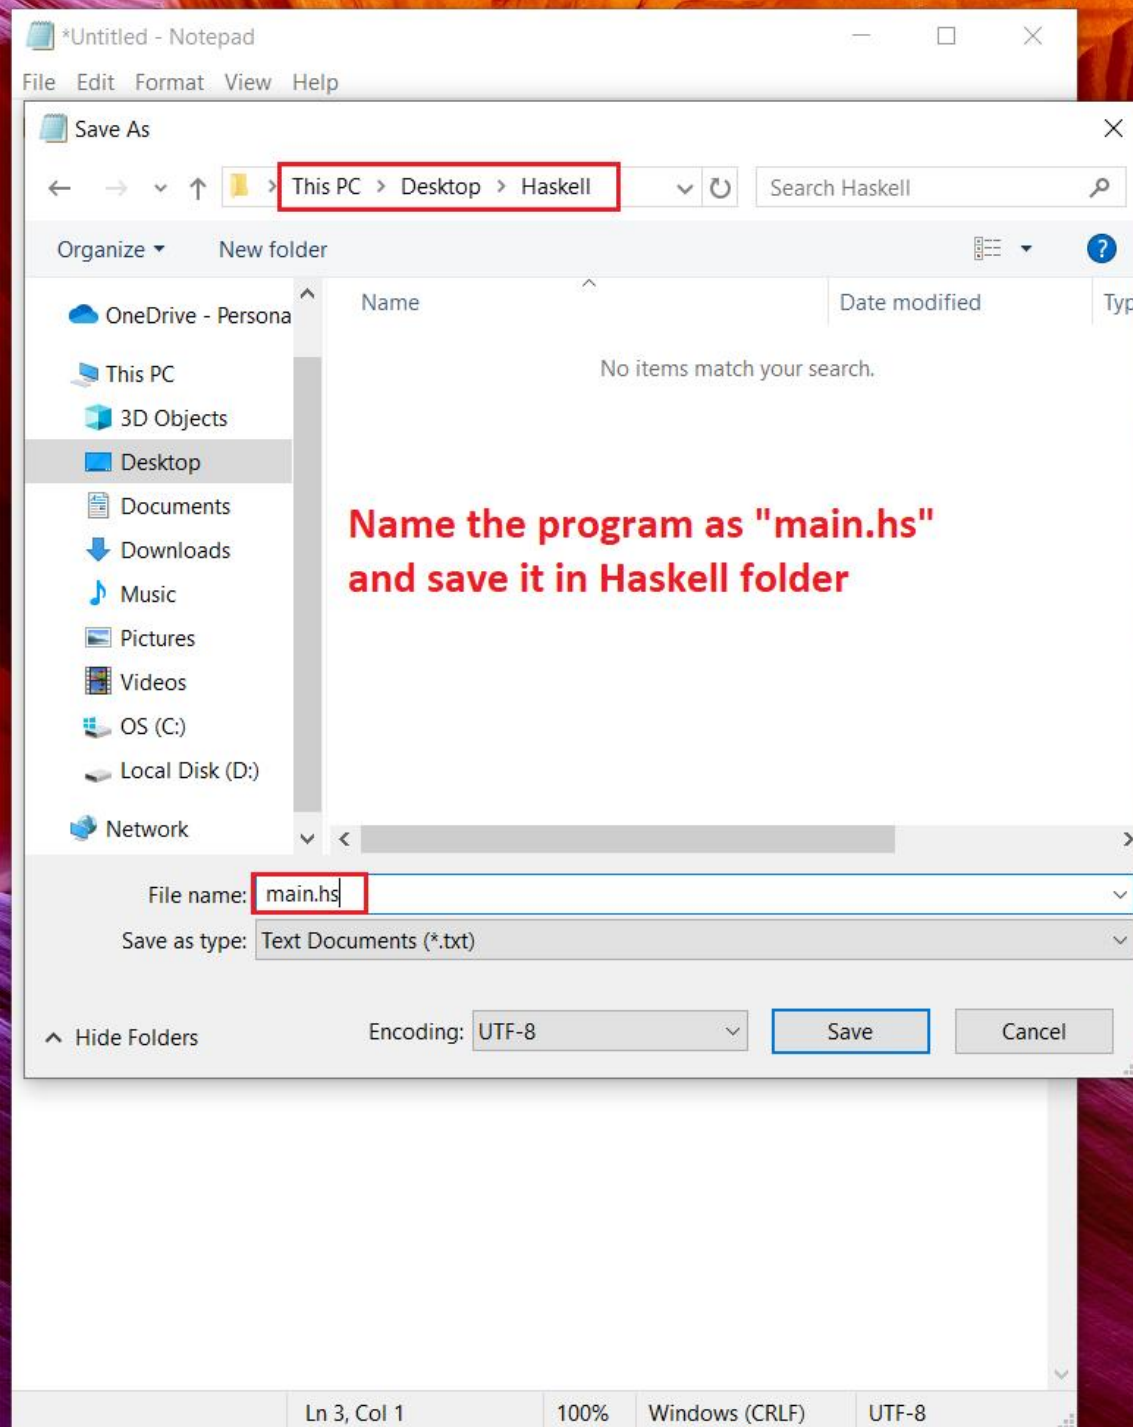 *Untitled - Notepad
File Edit Format View Help
Save As
This PC > Desktop > Haskell
Search Haskell
Organize
New folder
Name
Date modified
Typ
OneDrive - Persona
No items match your search.
This PC
3D Objects
Desktop
Documents
Downloads
Music
Pictures
Videos
OS (C:)
Local Disk (D:)
Network
Name the program as "main.hs"
and save it in Haskell folder
File name: main.hs
Save as type: Text Documents (*.txt)
Hide Folders
Encoding: UTF-8
Save
Cancel
Ln 3, Col 1
100%
Windows (CRLF)
UTF-8